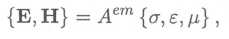 {E, H} = A^{em} {σ, ε, μ},